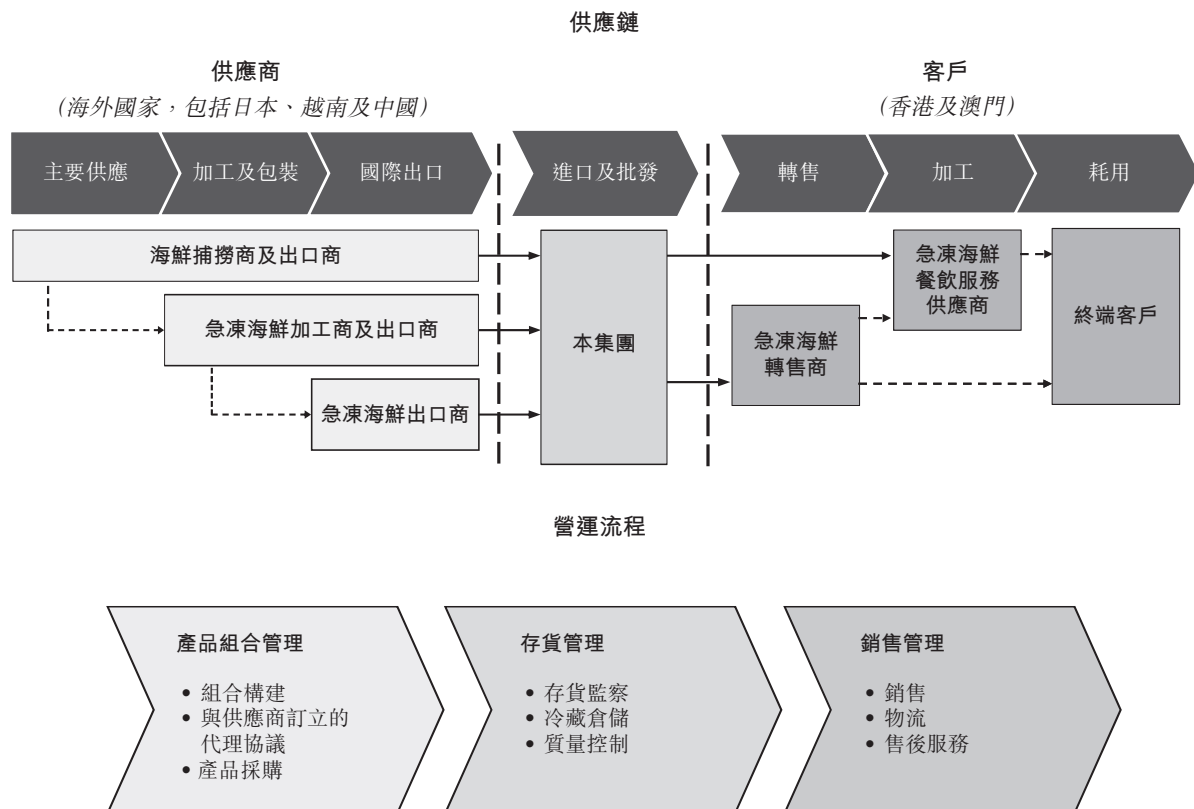 供應鏈
供應商
客戶
(海外國家，包括日本、越南及中國)
(香港及澳門)
主要供應
加工及包裝
國際出口
進口及批發
轉售
加工
耗用
海鮮捕撈商及出口商
急凍海鮮加工商及出口商
急凍海鮮出口商
本集團
急凍海鮮
轉售商
急凍海鮮
餐飲服務
供應商
終端客戶
營運流程
產品組合管理
• 組合構建
• 與供應商訂立的
代理協議
• 產品採購
存貨管理
• 存貨監察
• 冷藏倉儲
• 質量控制
銷售管理
• 銷售
• 物流
• 售後服務